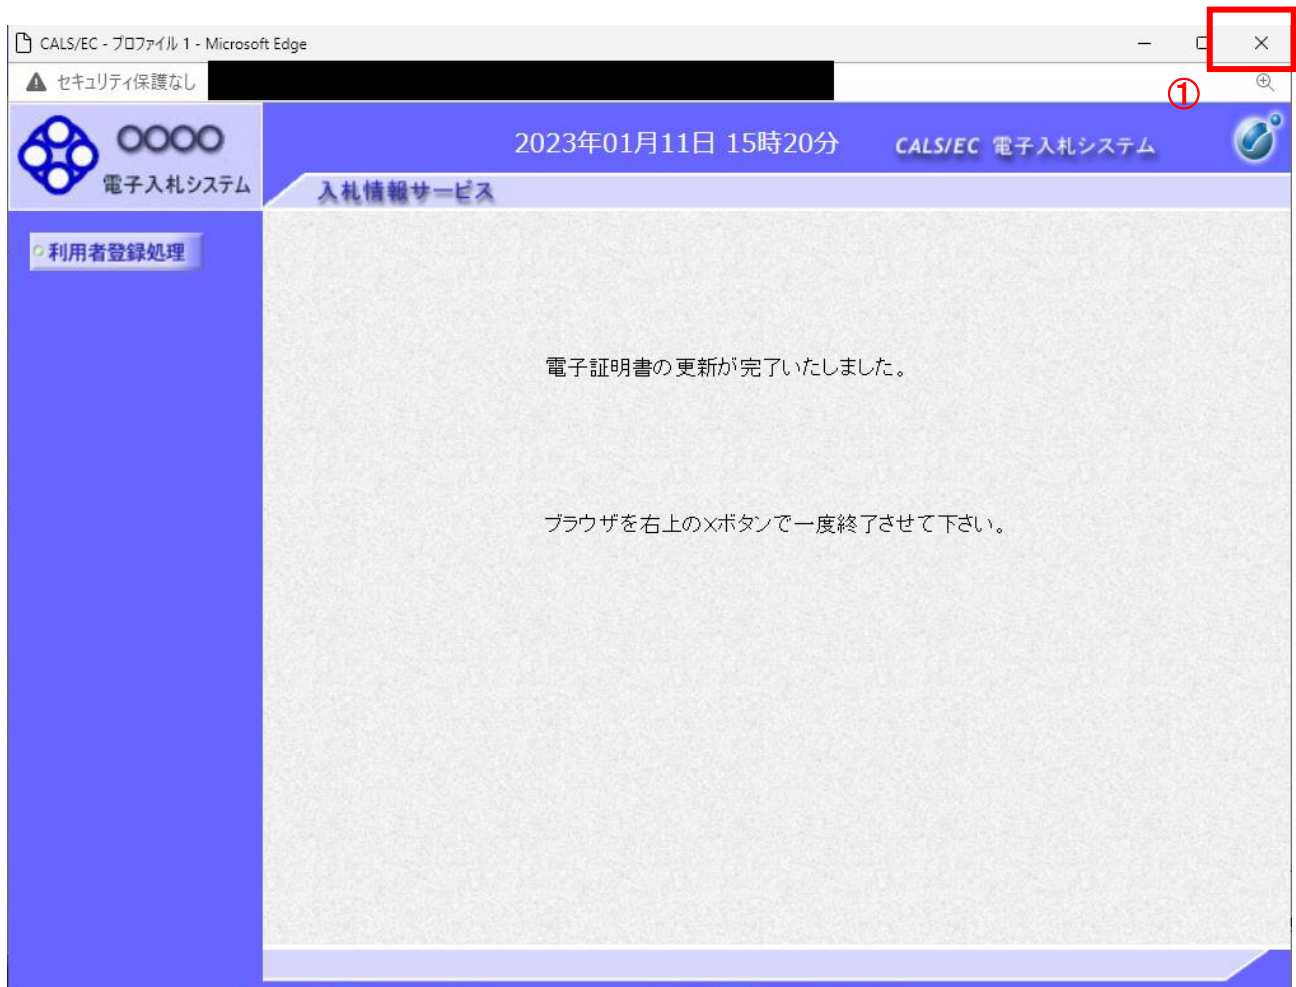 CALS/EC - プロファイル 1 - Microsoft Edge
セキュリティ保護なし
①
〇〇〇〇
電子入札システム
2023年01月11日 15時20分
CALS/EC 電子入札システム
入札情報サービス
利用者登録処理
電子証明書の更新が完了いたしました。
ブラウザを右上の×ボタンで一度終了させて下さい。